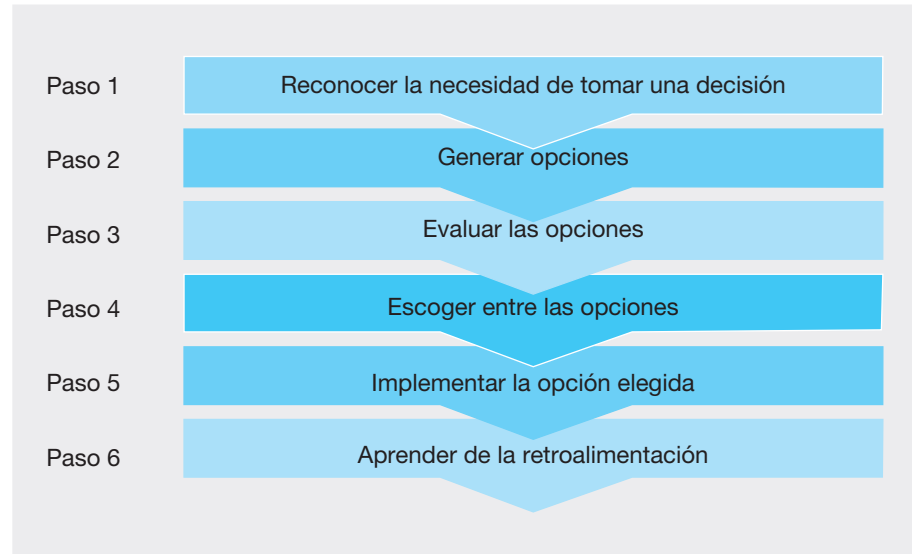 Paso 1 Reconocer la necesidad de tomar una decisión
Paso 2 Generar opciones
Paso 3 Evaluar las opciones
Paso 4 Escoger entre las opciones
Paso 5 Implementar la opción elegida
Paso 6 Aprender de la retroalimentación